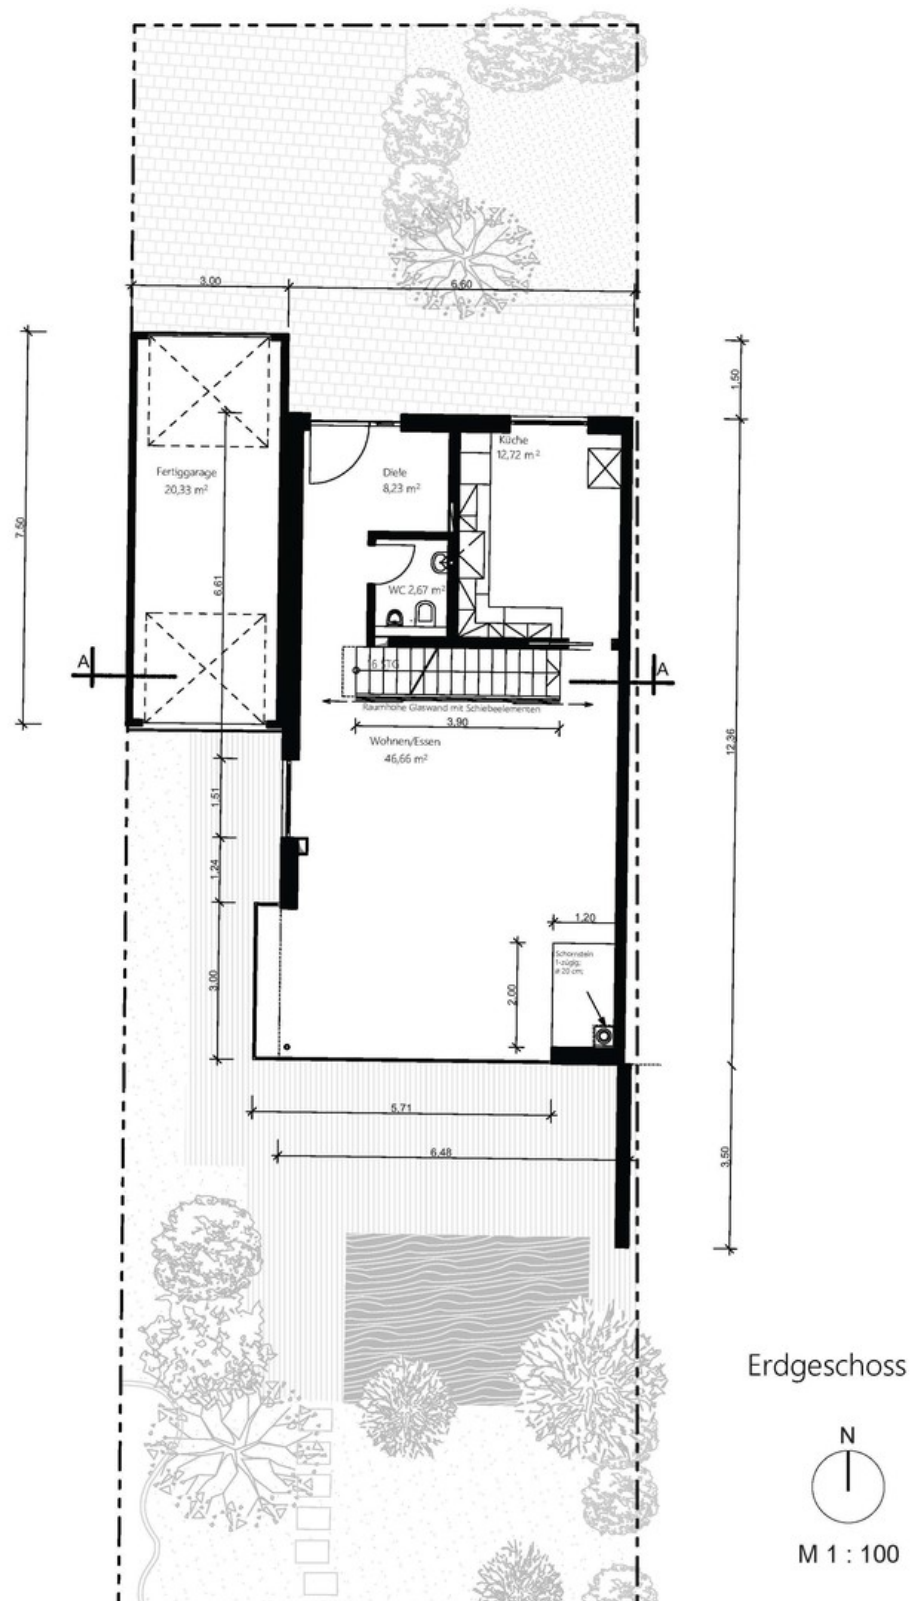 3.00
6.60
1.50
Küche
12,72 m²
Fertiggarage
20,33 m²
Diele
8,23 m²
7.50
6.61
WC 2,67 m²
A
16 STG
A
Raumhohe Glaswand mit Schiebeelementen
3.90
Wohnen/Essen
46,66 m²
12.36
1.51
1.24
1.20
Schornstein
1-zügig;
ø 20 cm;
3.00
2.00
5.71
6.48
3.50
Erdgeschoss
N
M 1 : 100